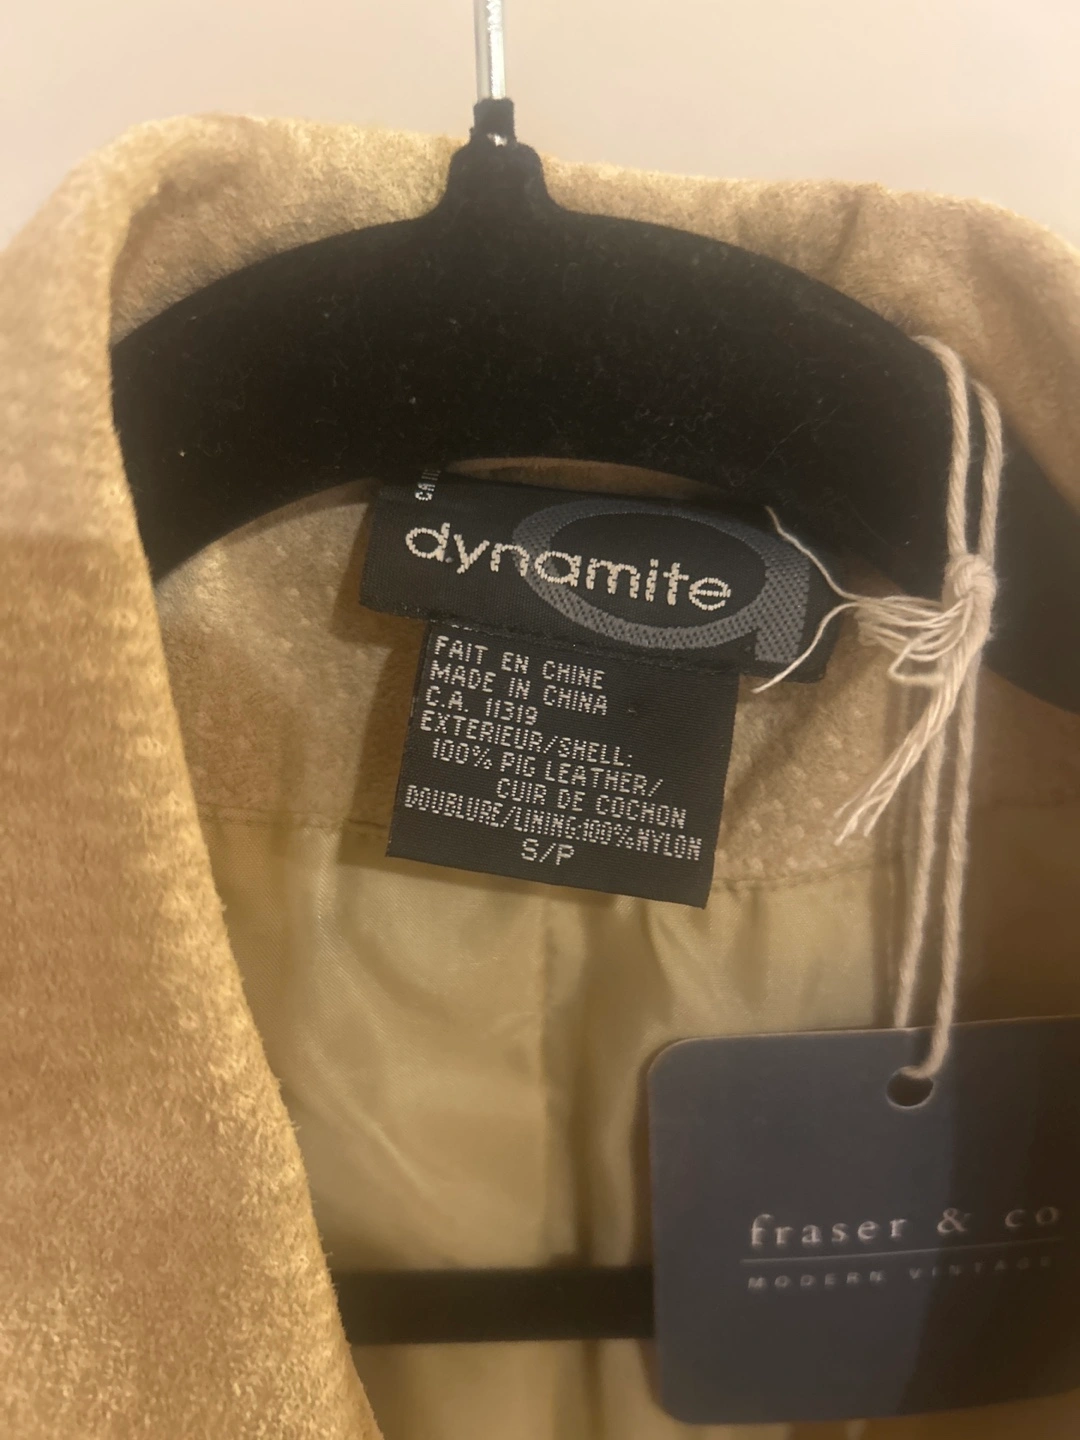 dynamite
FAIT EN CHINE
MADE IN CHINA
C.A. 11319
EXTERIEUR/SHELL:
100% PIG LEATHER/
CUIR DE COCHON
DOUBLURE/LINING:100%NYLON
S/P
fraser & co
MODERN VINTAGE